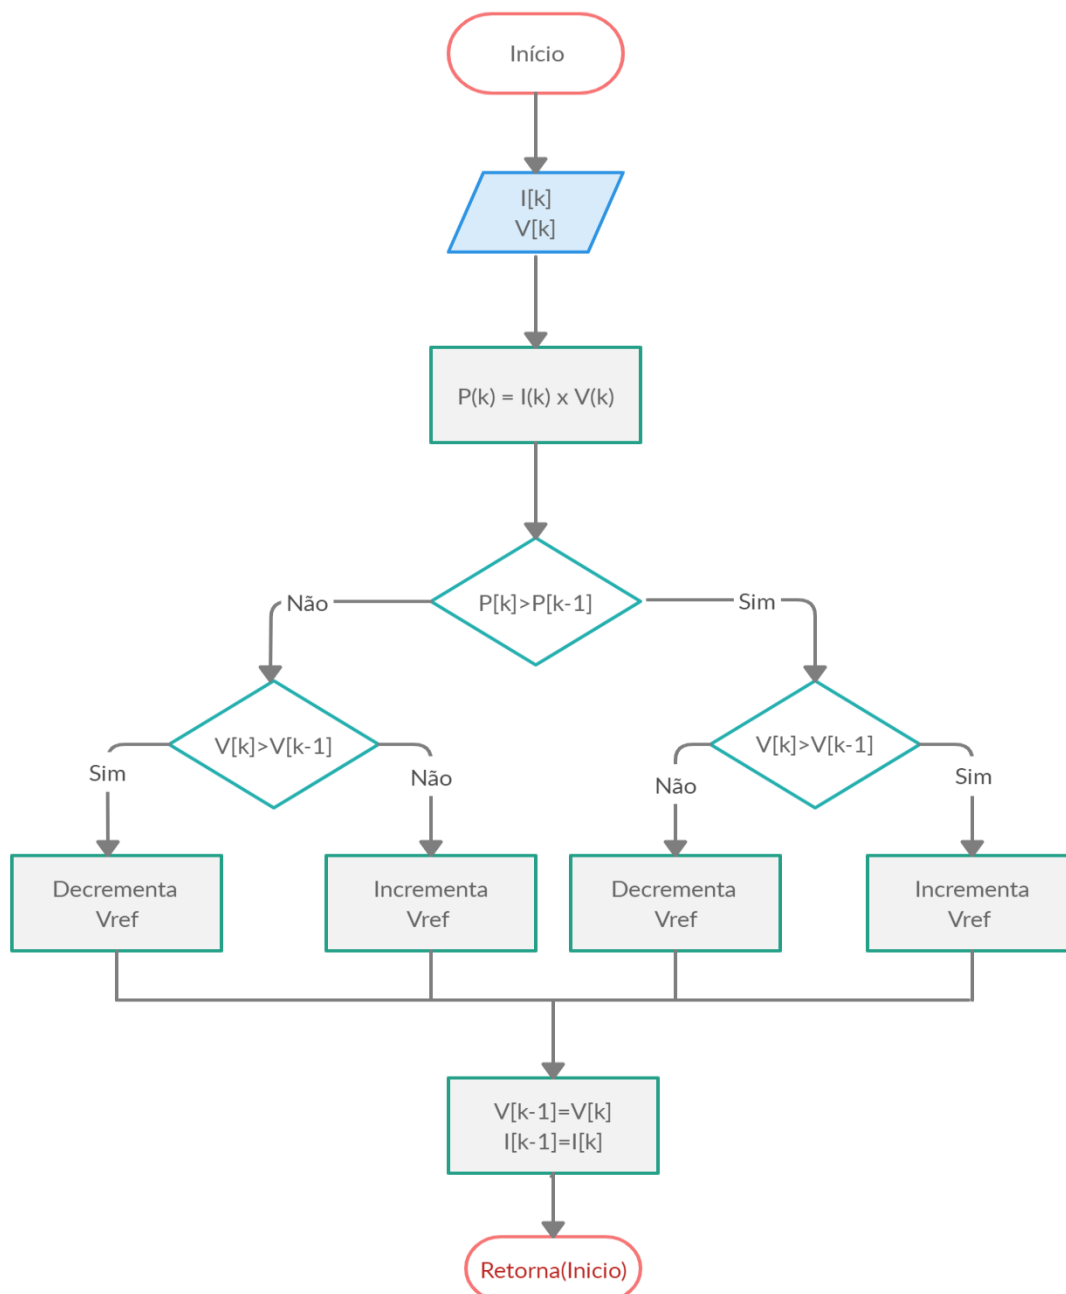 Início
I[k]
V[k]
P(k) = I(k) x V(k)
P[k]>P[k-1]
Não
Sim
V[k]>V[k-1]
V[k]>V[k-1]
Sim
Não
Não
Sim
Decrementa
Vref
Incrementa
Vref
Decrementa
Vref
Incrementa
Vref
V[k-1]=V[k]
I[k-1]=I[k]
Retorna(Inicio)